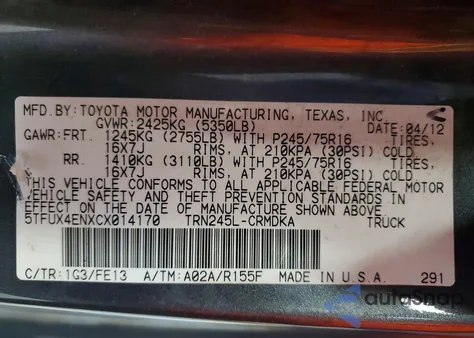 MFD.BY:TOYOTA MOTOR MANUFACTURING, TEXAS, INC.
GVWR:2425KG (5350LB) DATE:04/12
GAWR:FRT. 1245KG (2755LB) WITH P245/75R16 TIRES,
16X7J RIMS, AT 210KPA (30PSI) COLD.
RR. 1410KG (3110LB) WITH P245/75R16 TIRES,
16X7J RIMS, AT 210KPA (30PSI) COLD.
THIS VEHICLE CONFORMS TO ALL APPLICABLE FEDERAL MOTOR
VEHICLE SAFETY AND THEFT PREVENTION STANDARDS IN
EFFECT ON THE DATE OF MANUFACTURE SHOWN ABOVE.
5TFUX4ENXCX014170 TRN245L-CRMDKA TRUCK
C/TR:1G3/FE13 A/TM:A02A/R155F MADE IN U.S.A. 291
autoSnap